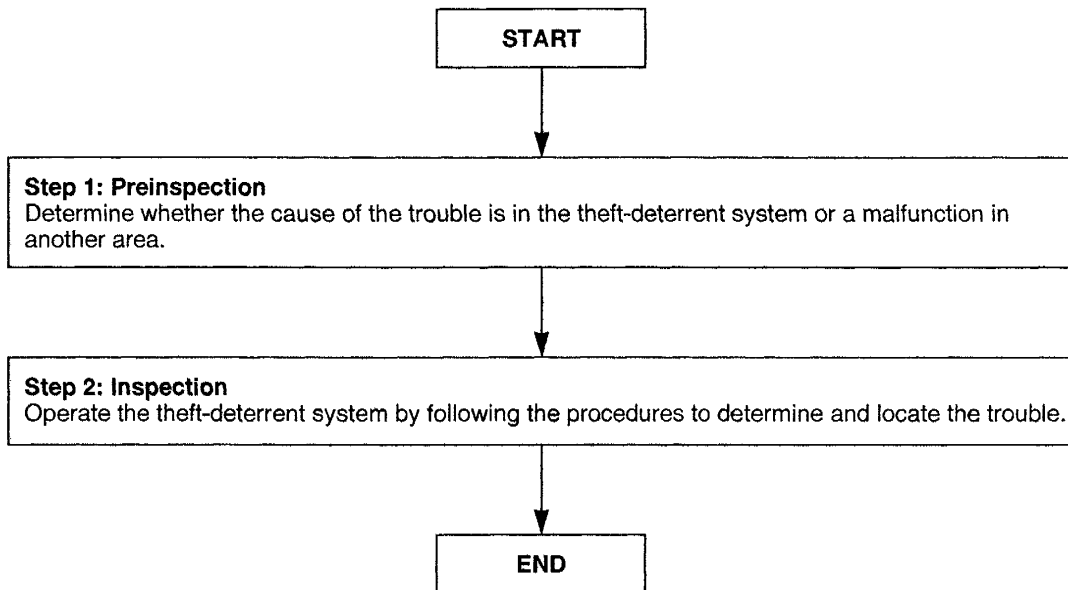 START
Step 1: Preinspection
Determine whether the cause of the trouble is in the theft-deterrent system or a malfunction in
another area.
Step 2: Inspection
Operate the theft-deterrent system by following the procedures to determine and locate the trouble.
END